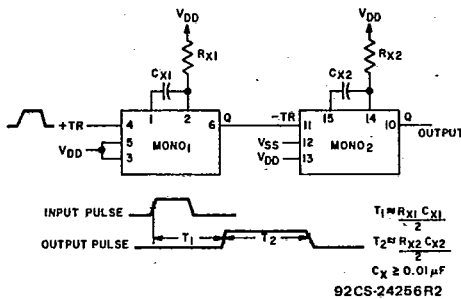 VDD
VDD
RX1
RX2
CX1
CX2
1
2
15
14
+TR
4
6
Q
-TR
11
10
Q
OUTPUT
VDD
5
3
MONO1
VSS
12
VDD
13
MONO2
INPUT PULSE
OUTPUT PULSE
T1
T2
T1 ≈ RX1 CX1 / 2
T2 ≈ RX2 CX2 / 2
CX ≥ 0.01 μF
92CS-24256R2